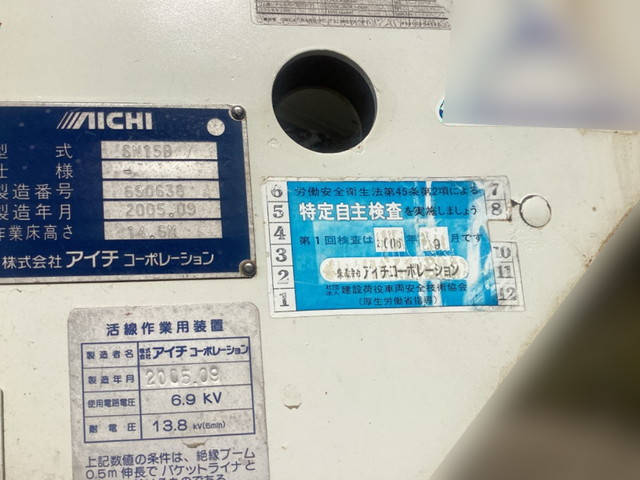 AICHI
型 式 SN15B
仕 様
製造番号 650636
製造年月 2005.09
作業床高さ 14.6M
株式会社 アイチ コーポレーション
6 労働安全衛生法第45条第2項による 7
5 特定自主検査を実施しましょう 8
4 第1回検査は 2006 年 9 月です
3 10
2 株式会社 アイチコーポレーション 11
1 建設荷役車両安全技術協会 12
(厚生労働省指導)
活線作業用装置
製造者名 株式会社 アイチ コーポレーション
製造年月 2005.09
使用電路電圧 6.9 KV
耐 電 圧 13.8 kV(5min)
上記数値の条件は、絶縁ブーム
0.5m伸長で バケットライナと